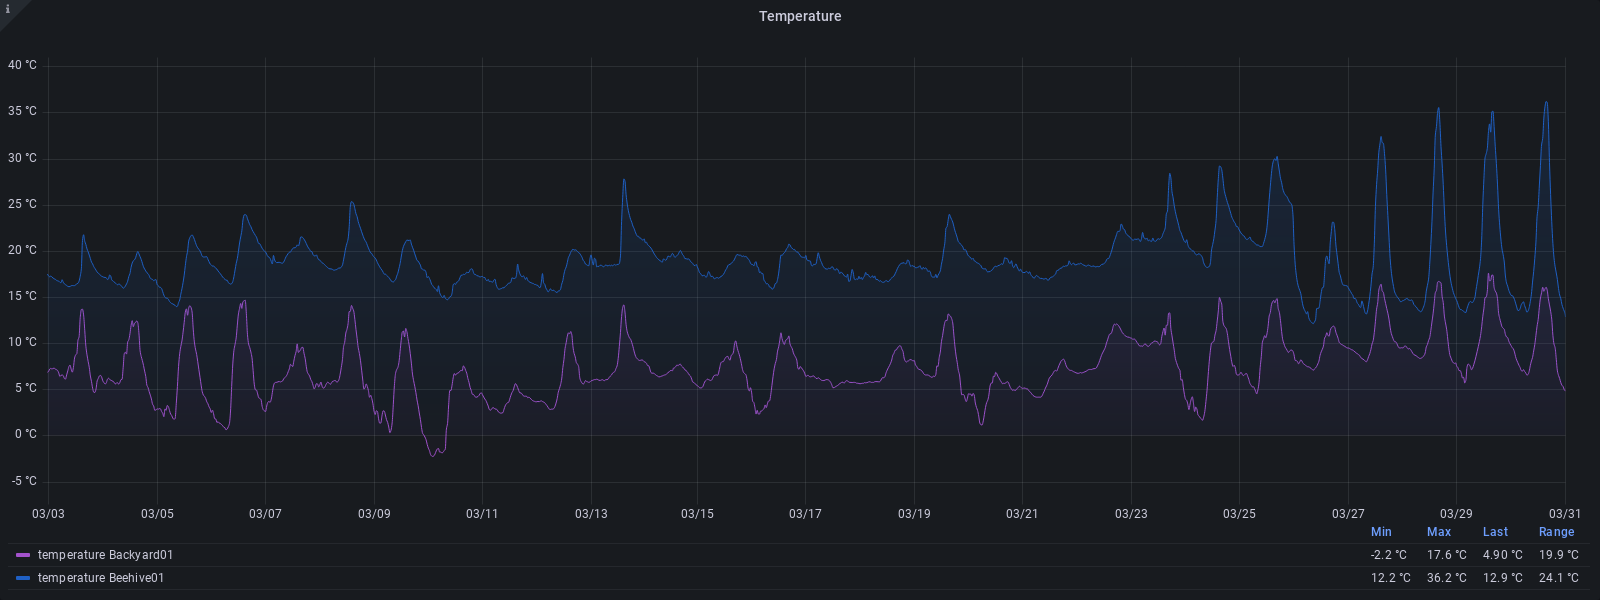 i
Temperature
40 °C
35 °C
30 °C
25 °C
20 °C
15 °C
10 °C
5 °C
0 °C
-5 °C
03/03 03/05 03/07 03/09 03/11 03/13 03/15 03/17 03/19 03/21 03/23 03/25 03/27 03/29 03/31
Min Max Last Range
temperature Backyard01 -2.2 °C 17.6 °C 4.90 °C 19.9 °C
temperature Beehive01 12.2 °C 36.2 °C 12.9 °C 24.1 °C